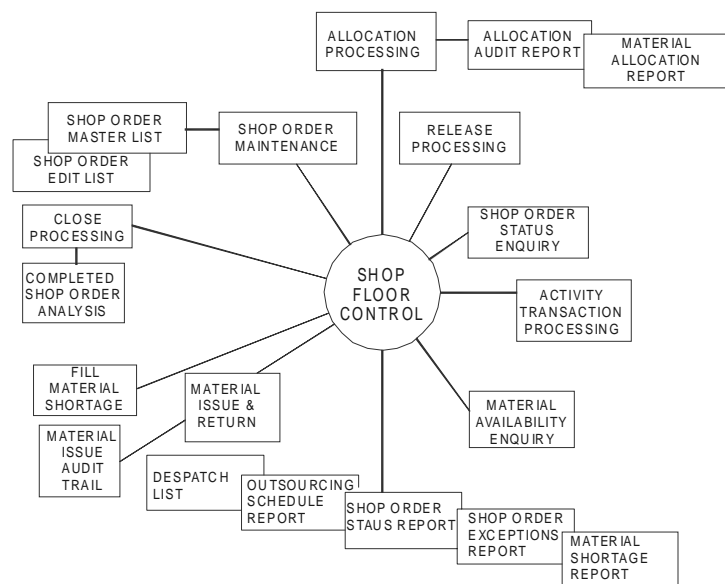 ALLOCATION
PROCESSING
ALLOCATION
AUDIT REPORT
MATERIAL
ALLOCATION
REPORT
SHOP ORDER
MASTER LIST
SHOP ORDER
EDIT LIST
SHOP ORDER
MAINTENANCE
RELEASE
PROCESSING
CLOSE
PROCESSING
COMPLETED
SHOP ORDER
ANALYSIS
SHOP ORDER
STATUS
ENQUIRY
SHOP
FLOOR
CONTROL
ACTIVITY
TRANSACTION
PROCESSING
FILL
MATERIAL
SHORTAGE
MATERIAL
ISSUE &
RETURN
MATERIAL
AVAILABILITY
ENQUIRY
MATERIAL
ISSUE
AUDIT
TRAIL
DESPATCH
LIST
OUTSOURCING
SCHEDULE
REPORT
SHOP ORDER
STAUS REPORT
SHOP ORDER
EXCEPTIONS
REPORT
MATERIAL
SHORTAGE
REPORT